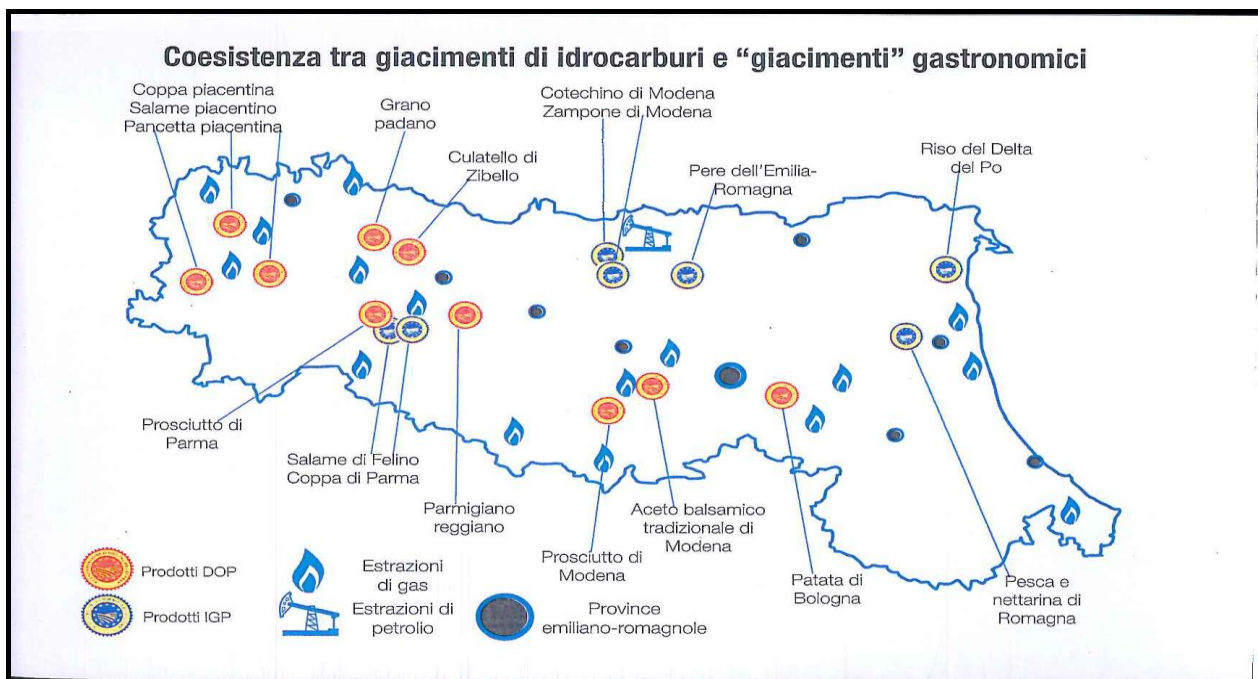 Coesistenza tra giacimenti di idrocarburi e “giacimenti” gastronomici
Coppa piacentina
Salame piacentino
Pancetta piacentina
Grano
padano
Culatello di
Zibello
Cotechino di Modena
Zampone di Modena
Pere dell'Emilia-
Romagna
Riso del Delta
del Po
Prosciutto di
Parma
Salame di Felino
Coppa di Parma
Parmigiano
reggiano
Prosciutto di
Modena
Aceto balsamico
tradizionale di
Modena
Patata di
Bologna
Pesca e
nettarina di
Romagna
Prodotti DOP
Prodotti IGP
Estrazioni
di gas
Estrazioni di
petrolio
Province
emiliano-romagnole